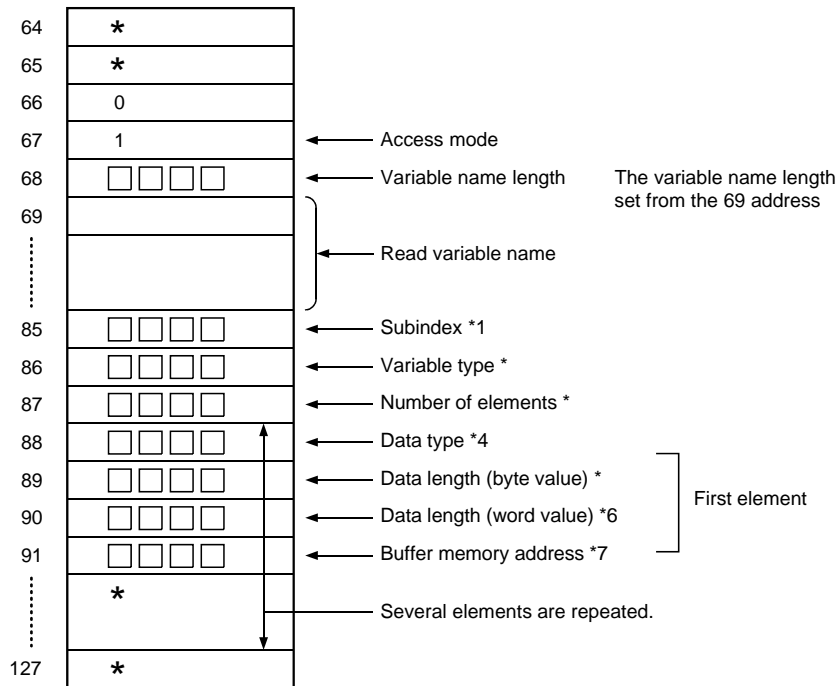 64 *
65 *
66 0
67 1 Access mode
68 □□□□ Variable name length The variable name length
set from the 69 address
69
Read variable name
85 □□□□ Subindex *1
86 □□□□ Variable type *
87 □□□□ Number of elements *
88 □□□□ Data type *4
89 □□□□ Data length (byte value) *
First element
90 □□□□ Data length (word value) *6
91 □□□□ Buffer memory address *7
*
Several elements are repeated.
127 *